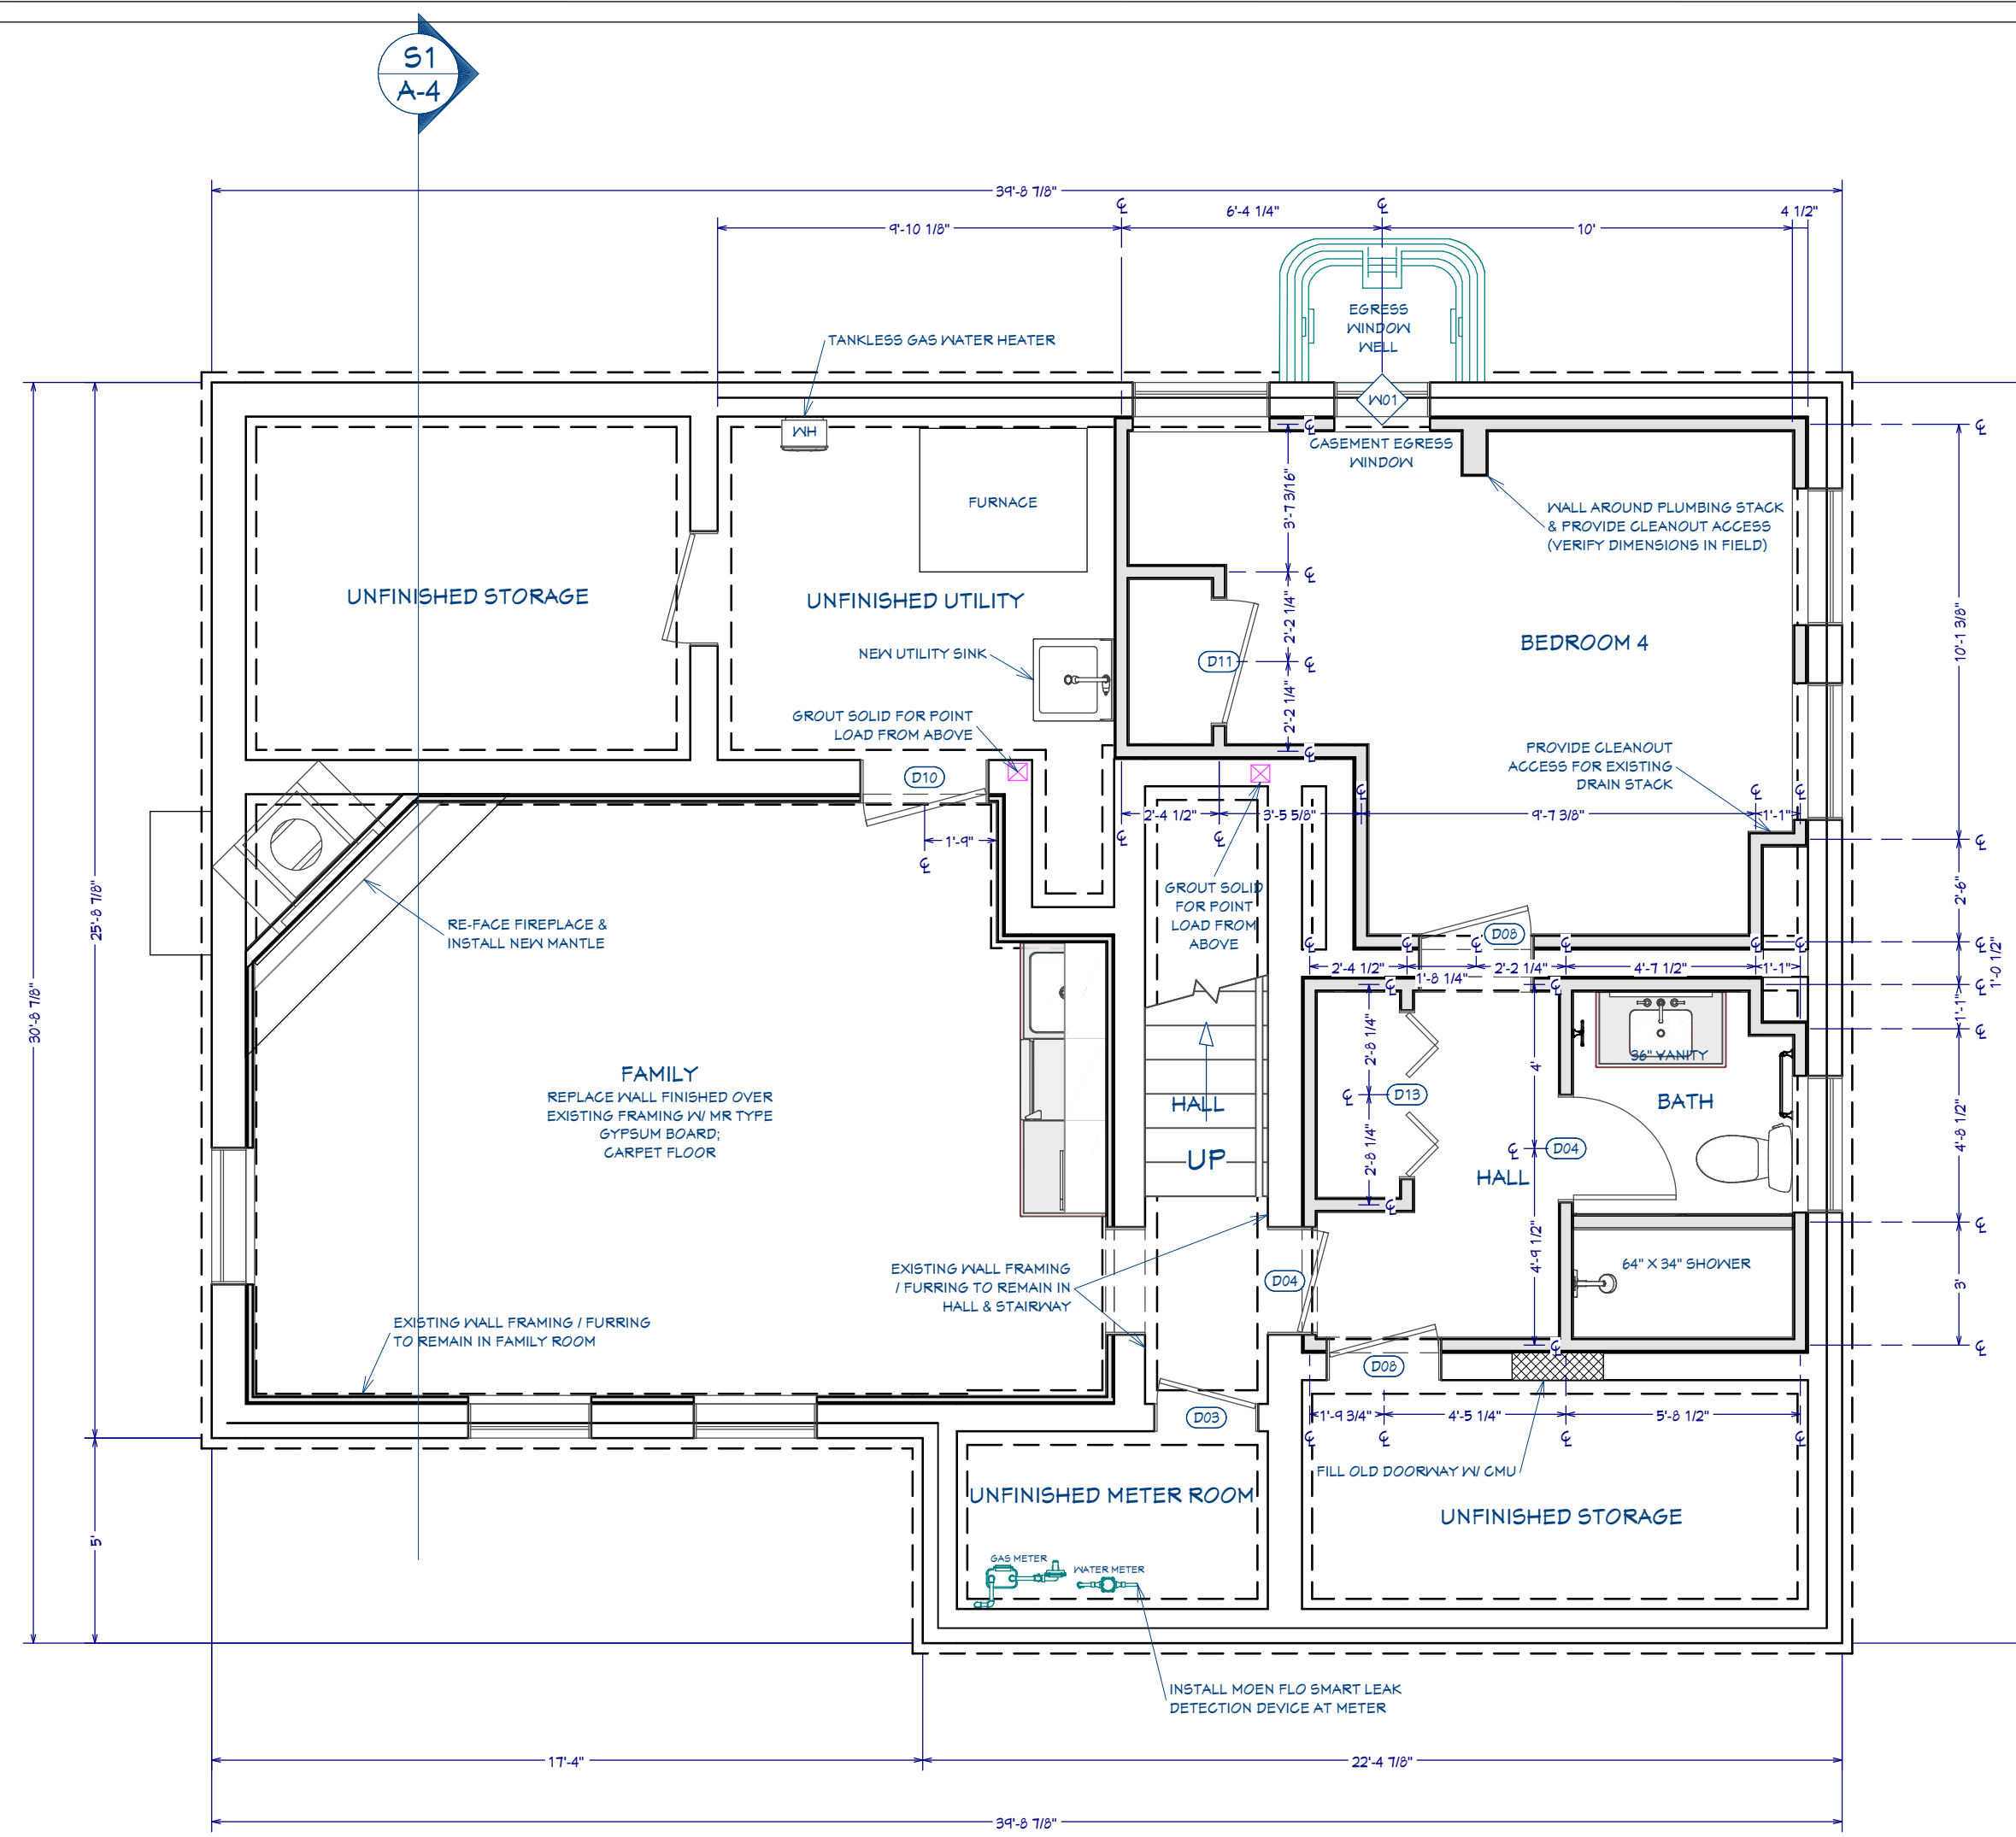 S1
A-4
39'-8 7/8"
9'-10 1/8"
℄
6'-4 1/4"
℄
10'
4 1/2"
EGRESS
WINDOW
WELL
TANKLESS GAS WATER HEATER
WH
W01
CASEMENT EGRESS
WINDOW
℄
℄
FURNACE
3'-7 3/16"
WALL AROUND PLUMBING STACK
& PROVIDE CLEANOUT ACCESS
(VERIFY DIMENSIONS IN FIELD)
UNFINISHED STORAGE
UNFINISHED UTILITY
℄
2'-2 1/4"
BEDROOM 4
10'-1 3/8"
NEW UTILITY SINK
D11
℄
2'-2 1/4"
GROUT SOLID FOR POINT
LOAD FROM ABOVE
℄
PROVIDE CLEANOUT
ACCESS FOR EXISTING
DRAIN STACK
D10
℄
℄
℄
2'-4 1/2"
3'-5 5/8"
9'-7 3/8"
1'-1"
℄
℄
1'-9"
℄
℄
25'-8 7/8"
30'-8 7/8"
RE-FACE FIREPLACE &
INSTALL NEW MANTLE
GROUT SOLID
FOR POINT
LOAD FROM
ABOVE
2'-6"
D08
℄
℄
℄
℄
℄
℄
℄
2'-4 1/2"
1'-8 1/4"
2'-2 1/4"
4'-7 1/2"
1'-1"
1'-0 1/2"
℄
℄
℄
1'-1"
℄
2'-8 1/4"
4'
36" VANITY
FAMILY
REPLACE WALL FINISHED OVER
EXISTING FRAMING W/ MR TYPE
GYPSUM BOARD;
CARPET FLOOR
HALL
UP
℄
D13
BATH
4'-8 1/2"
2'-8 1/4"
℄
D04
HALL
℄
℄
4'-9 1/2"
EXISTING WALL FRAMING
/ FURRING TO REMAIN IN
HALL & STAIRWAY
D04
64" X 34" SHOWER
3'
EXISTING WALL FRAMING / FURRING
TO REMAIN IN FAMILY ROOM
℄
℄
D08
D03
1'-9 3/4"
4'-5 1/4"
5'-8 1/2"
℄
℄
℄
℄
FILL OLD DOORWAY W/ CMU
UNFINISHED METER ROOM
UNFINISHED STORAGE
5'
GAS METER
WATER METER
INSTALL MOEN FLO SMART LEAK
DETECTION DEVICE AT METER
17'-4"
22'-4 7/8"
39'-8 7/8"